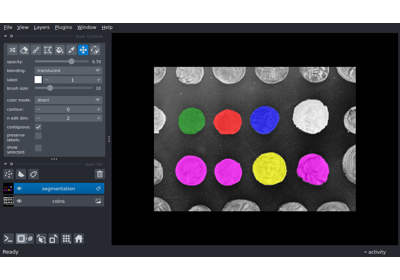 File View Layers Plugins Window Help
opacity: 0.70
blending: translucent
label: 1
brush size: 10
color mode: direct
contour: 0
n edit dim: 2
contiguous:
preserve
labels:
show
selected:
segmentation
coins
Ready activity